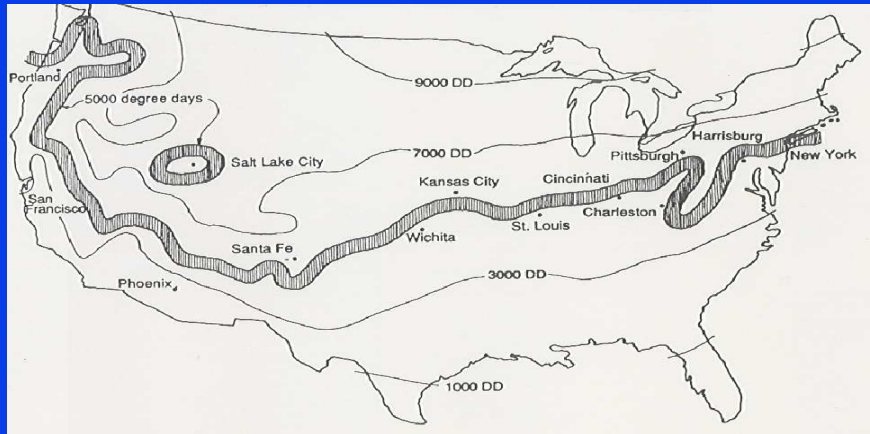 Portland
5000 degree days
9000 DD
7000 DD
Harrisburg
Pittsburgh
New York
Salt Lake City
Kansas City
Cincinnati
San
Francisco
Charleston
St. Louis
Wichita
Santa Fe
Phoenix
3000 DD
1000 DD